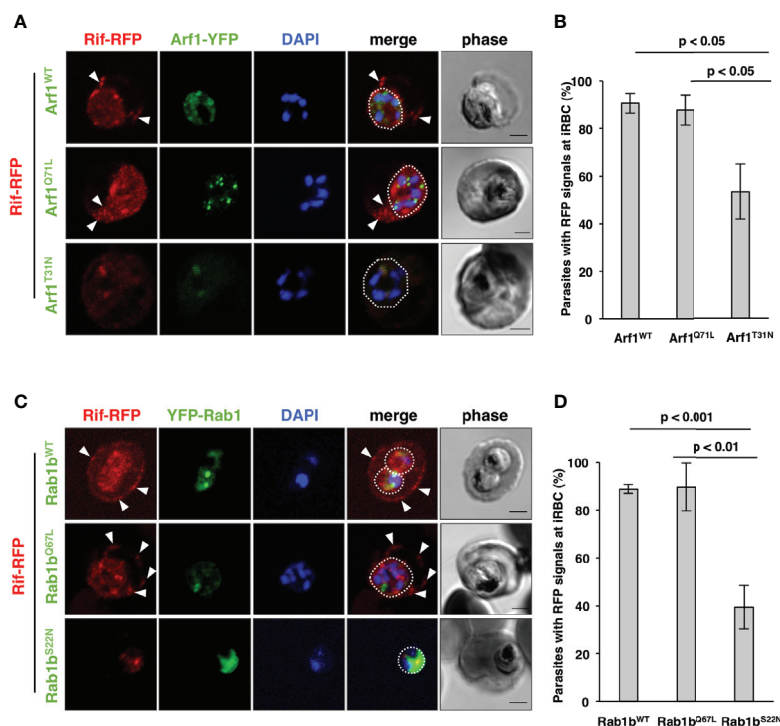 A
Rif-RFP Arf1-YFP DAPI merge phase
Rif-RFP
Arf1WT
Arf1Q71L
Arf1T31N
B
p < 0.05
p < 0.05
Parasites with RFP signals at iRBC (%)
100
80
60
40
20
0
Arf1WT Arf1Q71L Arf1T31N
C
Rif-RFP YFP-Rab1 DAPI merge phase
Rif-RFP
Rab1bWT
Rab1bQ67L
Rab1bS22N
D
p < 0.001
p < 0.01
Parasites with RFP signals at iRBC (%)
100
80
60
40
20
0
Rab1bWT Rab1bQ67L Rab1bS22N